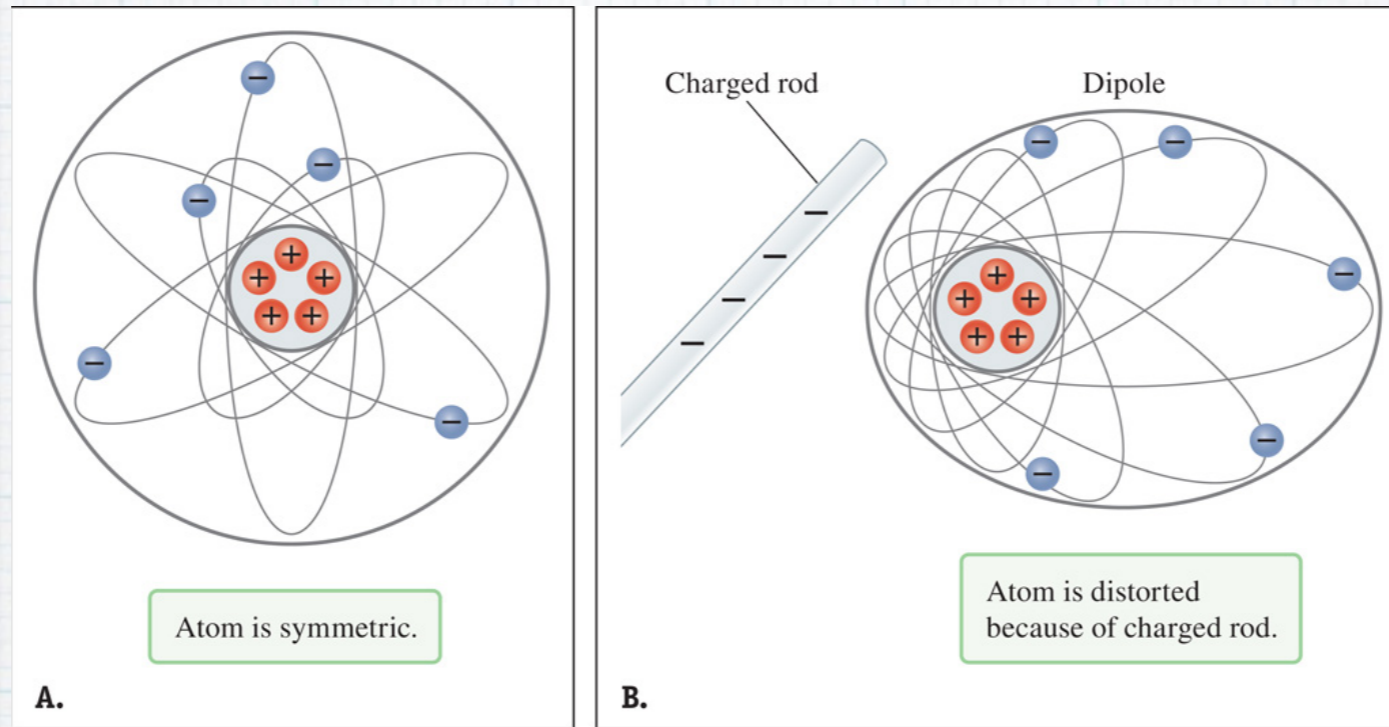 Atom is symmetric.
A.
Charged rod
Dipole
Atom is distorted
because of charged rod.
B.